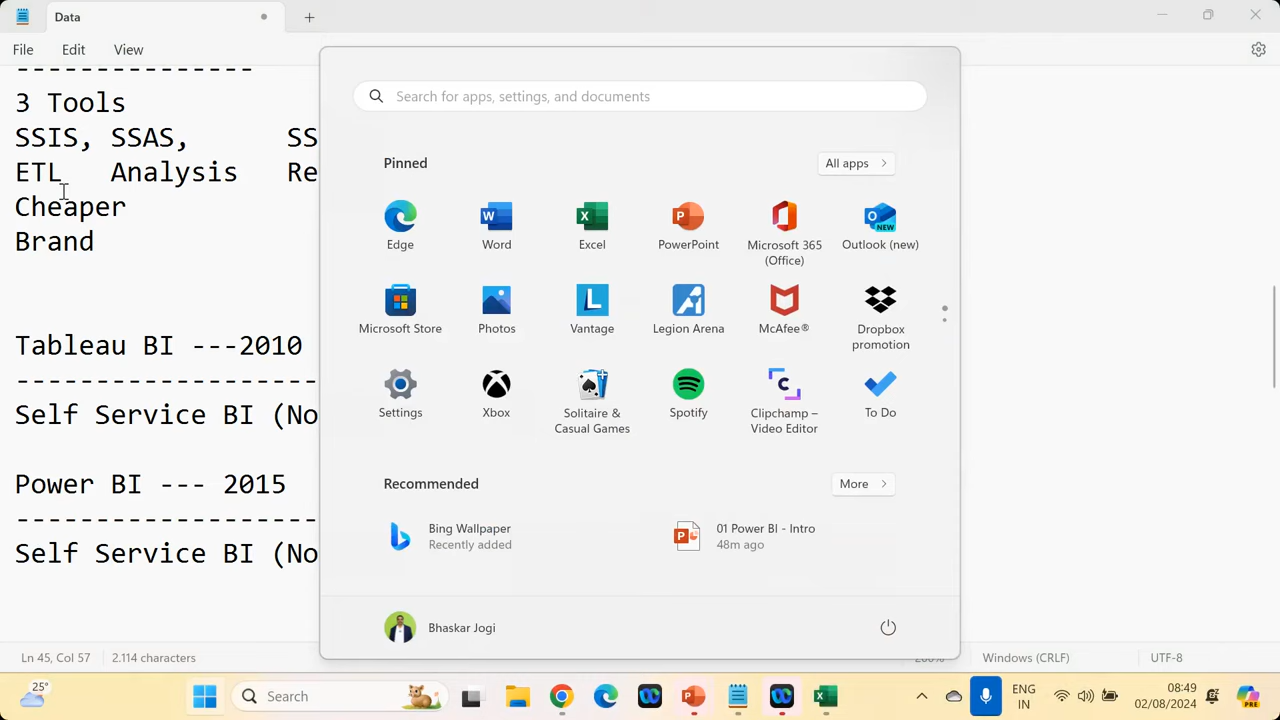 Data
File Edit View
--------------
3 Tools
SSIS, SSAS, SS
ETL Analysis Re
Cheaper
Brand
Tableau BI ---2010
-------------------
Self Service BI (No
Power BI --- 2015
-------------------
Self Service BI (No
Search for apps, settings, and documents
Pinned
All apps
Edge
Word
Excel
PowerPoint
Microsoft 365
(Office)
NEW
Outlook (new)
Microsoft Store
Photos
Vantage
Legion Arena
McAfee®
Dropbox
promotion
Settings
Xbox
Solitaire &
Casual Games
Spotify
Clipchamp –
Video Editor
To Do
Recommended
More
Bing Wallpaper
Recently added
01 Power BI - Intro
48m ago
Bhaskar Jogi
Ln 45, Col 57 2.114 characters Windows (CRLF) UTF-8
25°
Search
ENG
IN
08:49
02/08/2024
PRE